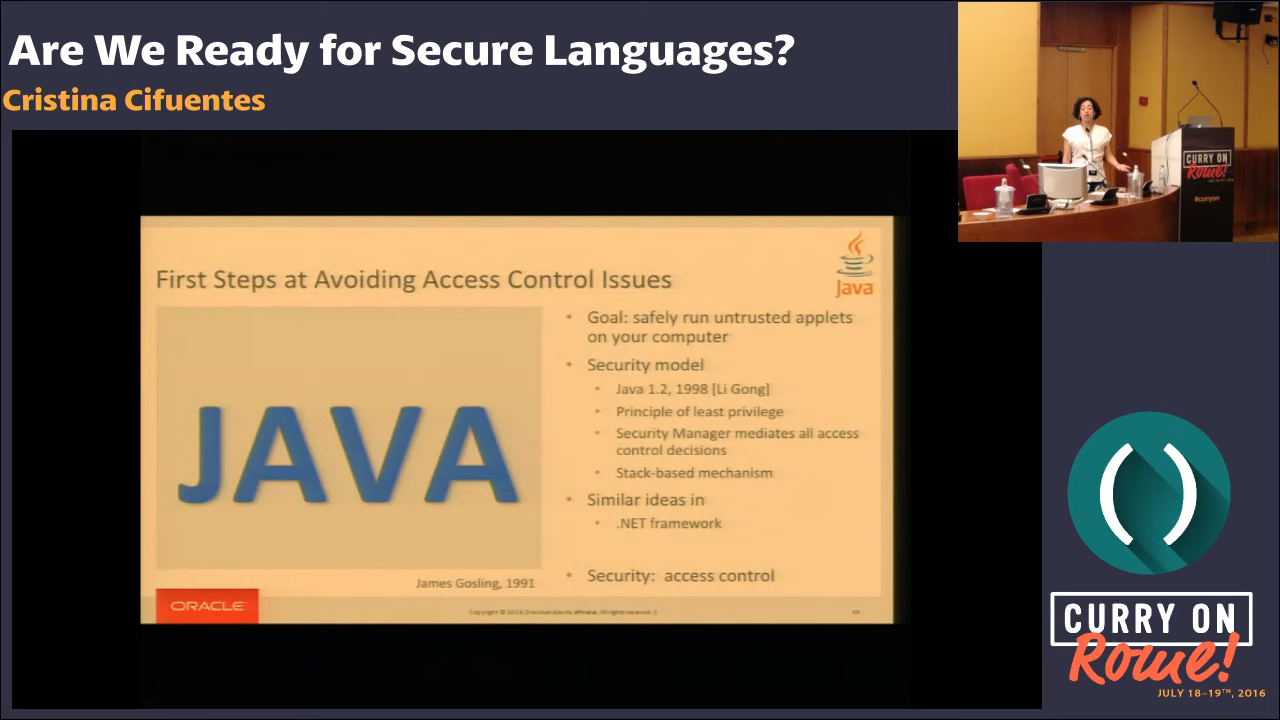 Are We Ready for Secure Languages?
Cristina Cifuentes
First Steps at Avoiding Access Control Issues
Java
JAVA
James Gosling, 1991
• Goal: safely run untrusted applets
on your computer
• Security model
• Java 1.2, 1998 [Li Gong]
• Principle of least privilege
• Security Manager mediates all access
control decisions
• Stack-based mechanism
• Similar ideas in
• .NET framework
• Security: access control
ORACLE
CURRY ON
Rome!
#curryon
( )
CURRY ON
Rome!
JULY 18-19TH, 2016